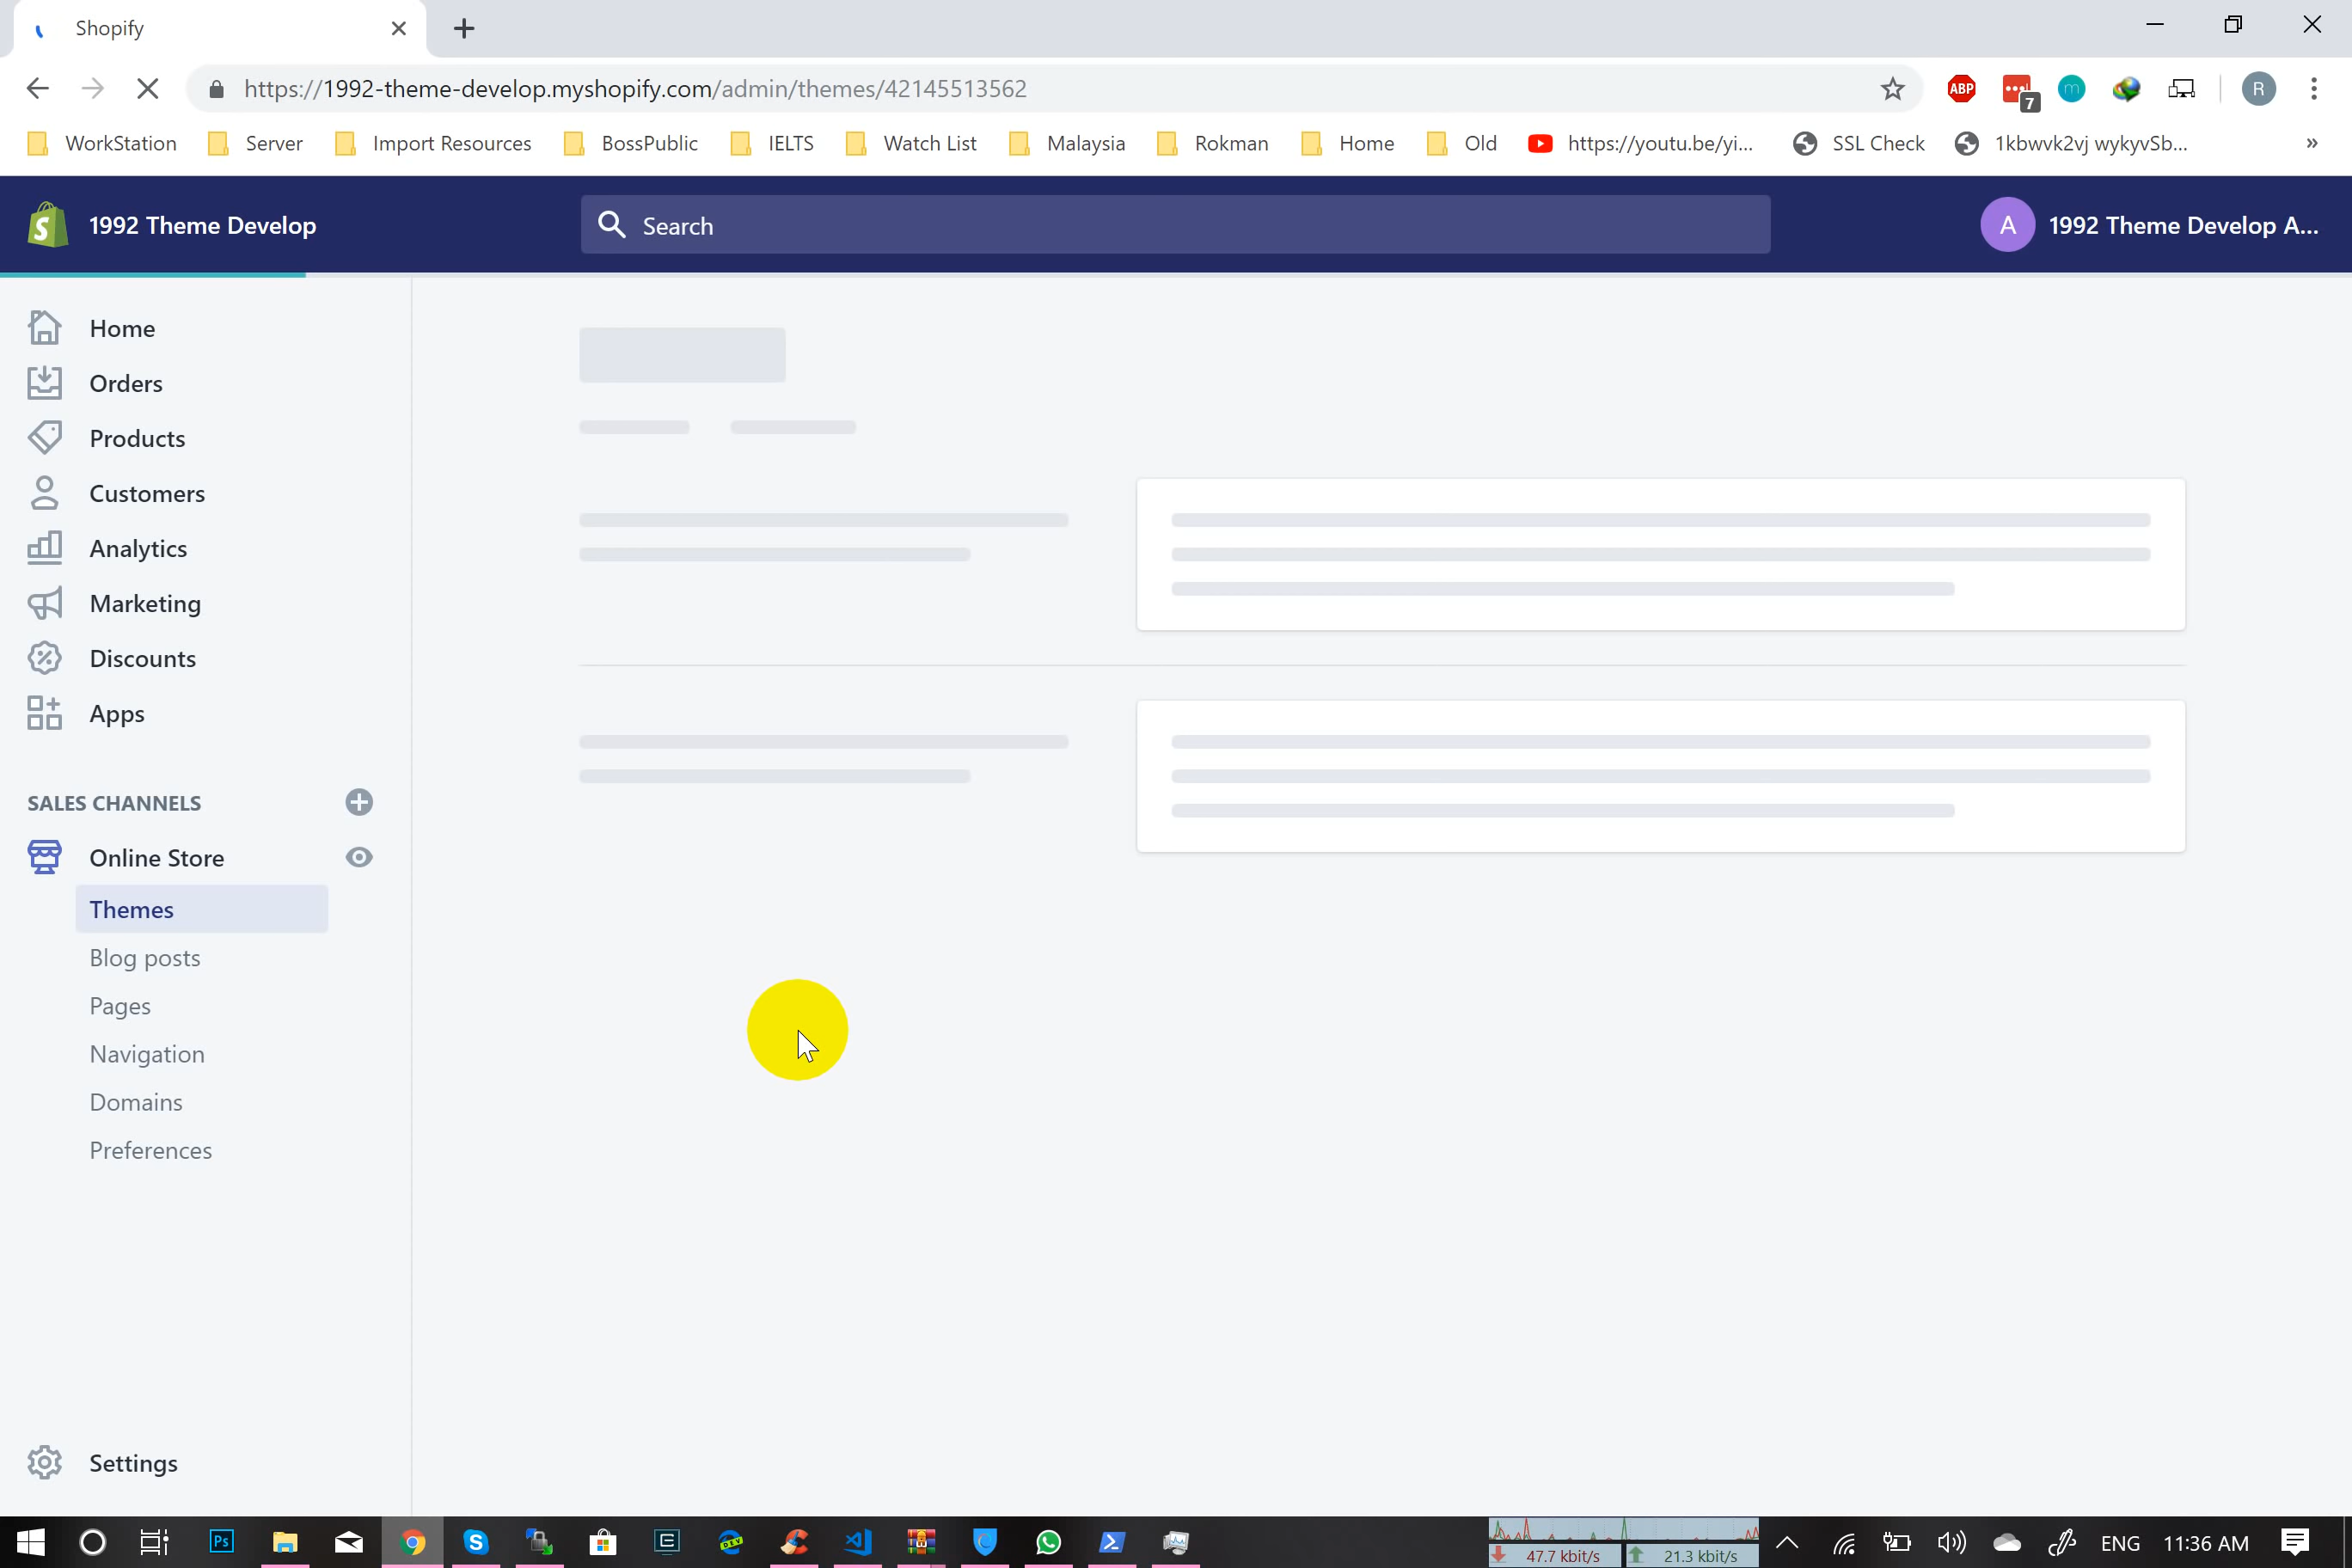 Shopify
https://1992-theme-develop.myshopify.com/admin/themes/42145513562
ABP
7
m
R
WorkStation
Server
Import Resources
BossPublic
IELTS
Watch List
Malaysia
Rokman
Home
Old
https://youtu.be/yi...
SSL Check
1kbwvk2vj wykyvSb...
»
1992 Theme Develop
Search
A
1992 Theme Develop A...
Home
Orders
Products
Customers
Analytics
Marketing
Discounts
Apps
SALES CHANNELS
Online Store
Themes
Blog posts
Pages
Navigation
Domains
Preferences
Settings
Ps
47.7 kbit/s
21.3 kbit/s
ENG
11:36 AM